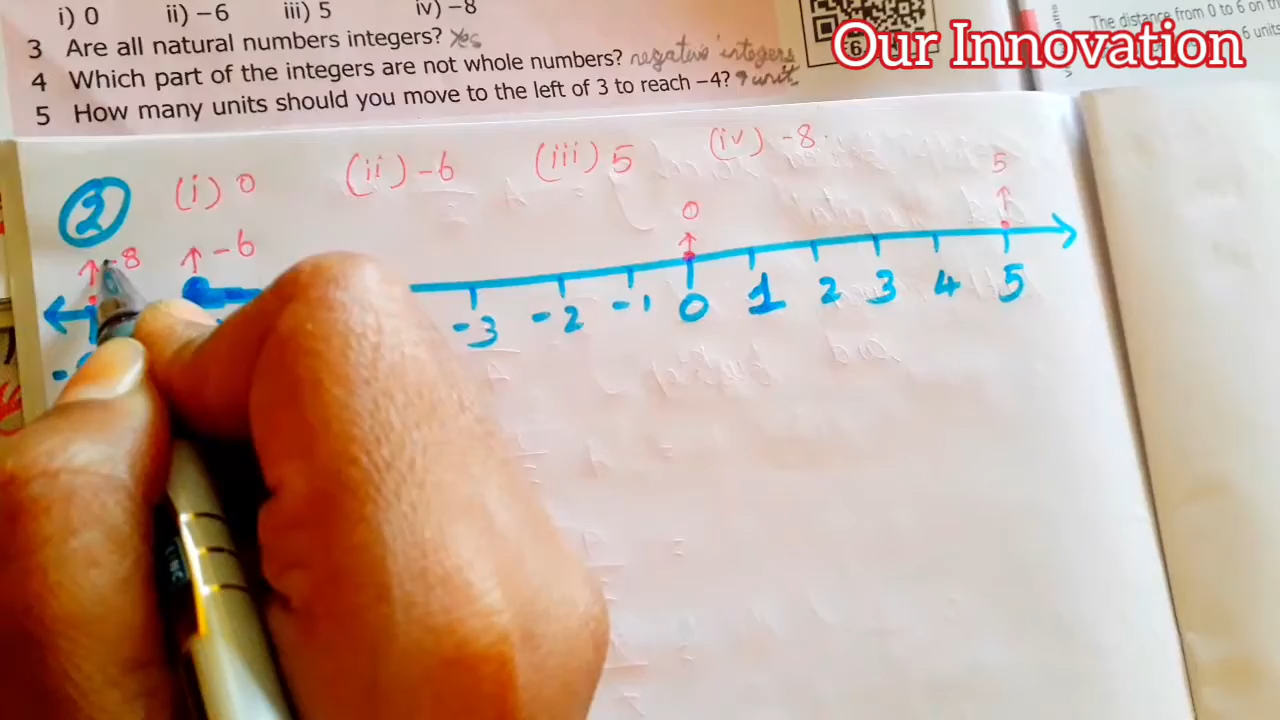 i) 0 ii) −6 iii) 5 iv) −8
3 Are all natural numbers integers? Yes
4 Which part of the integers are not whole numbers? negative integers
5 How many units should you move to the left of 3 to reach −4? unit
The distance from 0 to 6 on th
6 units
Our Innovation
6
2 (i) 0 (ii) -6 (iii) 5 (iv) -8.
-8 -6 0 5
-3 -2 -1 0 1 2 3 4 5